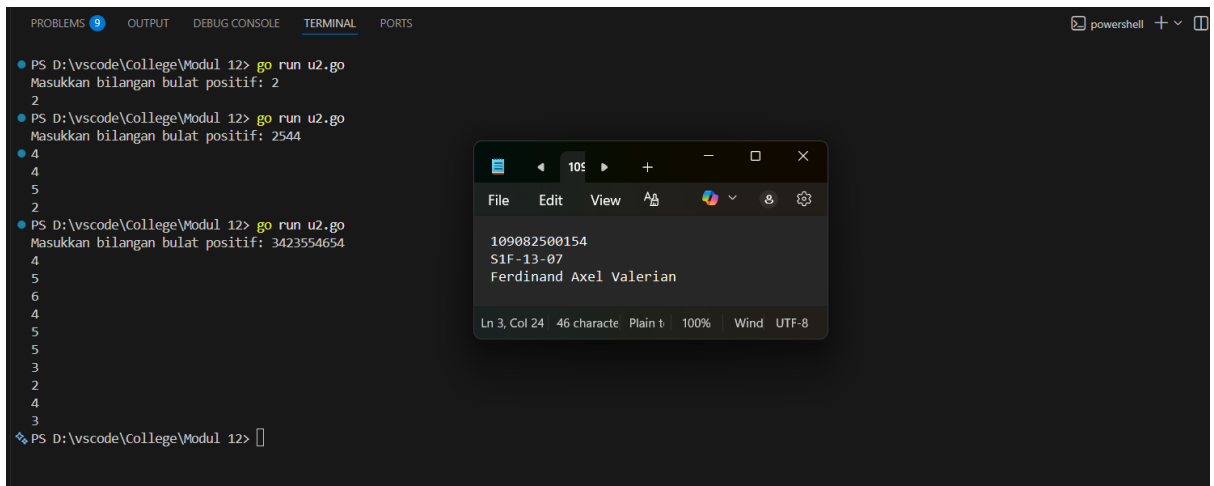 PROBLEMS 9 OUTPUT DEBUG CONSOLE TERMINAL PORTS powershell
PS D:\vscode\College\Modul 12> go run u2.go
Masukkan bilangan bulat positif: 2
2
PS D:\vscode\College\Modul 12> go run u2.go
Masukkan bilangan bulat positif: 2544
4
4
5
2
PS D:\vscode\College\Modul 12> go run u2.go
Masukkan bilangan bulat positif: 3423554654
4
5
6
4
5
5
3
2
4
3
PS D:\vscode\College\Modul 12>
109
File Edit View
109082500154
S1F-13-07
Ferdinand Axel Valerian
Ln 3, Col 24 46 characte Plain t 100% Wind UTF-8